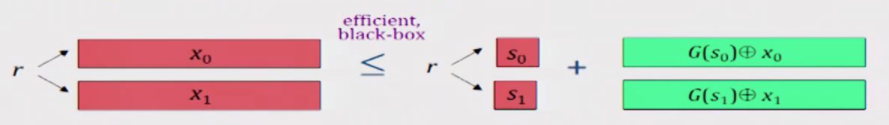 efficient,
black-box
r x₀ x₁ ≤ r s₀ s₁ + G(s₀)⊕ x₀ G(s₁)⊕ x₁